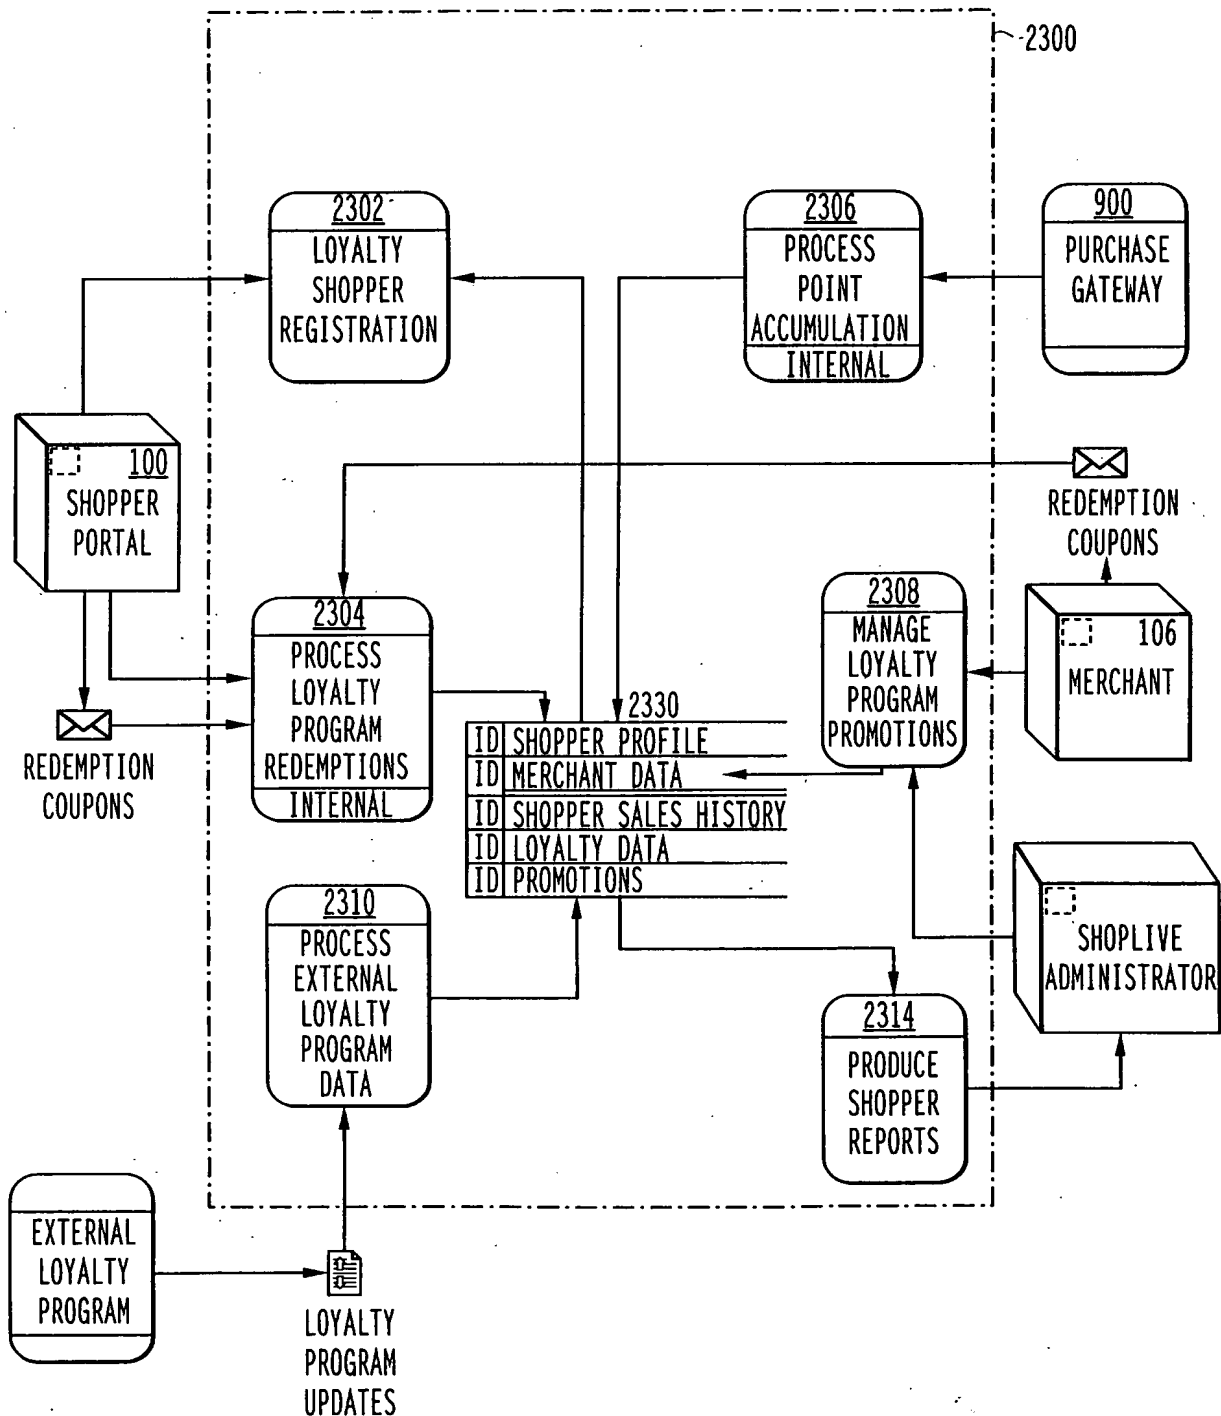 2300
2302
LOYALTY
SHOPPER
REGISTRATION
2306
PROCESS
POINT
ACCUMULATION
INTERNAL
900
PURCHASE
GATEWAY
100
SHOPPER
PORTAL
REDEMPTION
COUPONS
2304
PROCESS
LOYALTY
PROGRAM
REDEMPTIONS
INTERNAL
2308
MANAGE
LOYALTY
PROGRAM
PROMOTIONS
106
MERCHANT
REDEMPTION
COUPONS
2330
ID SHOPPER PROFILE
ID MERCHANT DATA
ID SHOPPER SALES HISTORY
ID LOYALTY DATA
ID PROMOTIONS
2310
PROCESS
EXTERNAL
LOYALTY
PROGRAM
DATA
SHOPLIVE
ADMINISTRATOR
2314
PRODUCE
SHOPPER
REPORTS
EXTERNAL
LOYALTY
PROGRAM
LOYALTY
PROGRAM
UPDATES